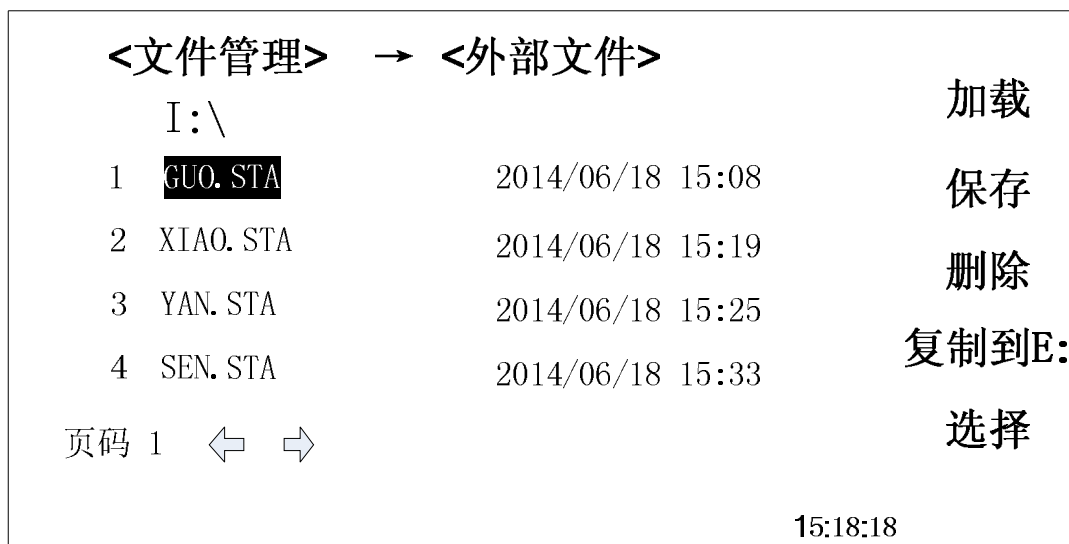 <文件管理> → <外部文件>
I:\
加载
1 GUO.STA 2014/06/18 15:08
保存
2 XIAO.STA 2014/06/18 15:19
删除
3 YAN.STA 2014/06/18 15:25
复制到E:
4 SEN.STA 2014/06/18 15:33
选择
页码 1
15:18:18